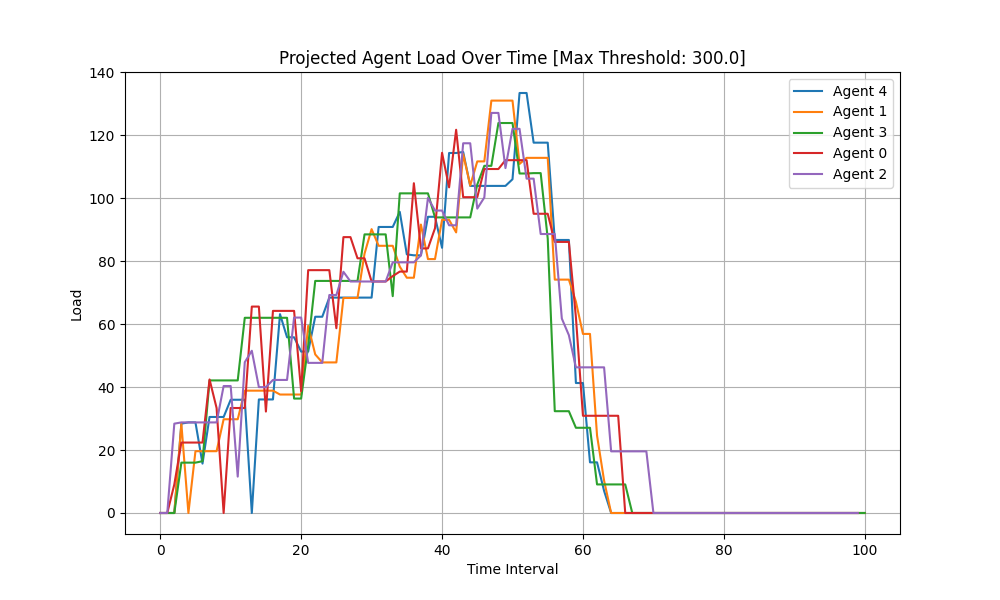 Projected Agent Load Over Time [Max Threshold: 300.0]
140
120
100
80
60
40
20
0
Load
0 20 40 60 80 100
Time Interval
Agent 4
Agent 1
Agent 3
Agent 0
Agent 2